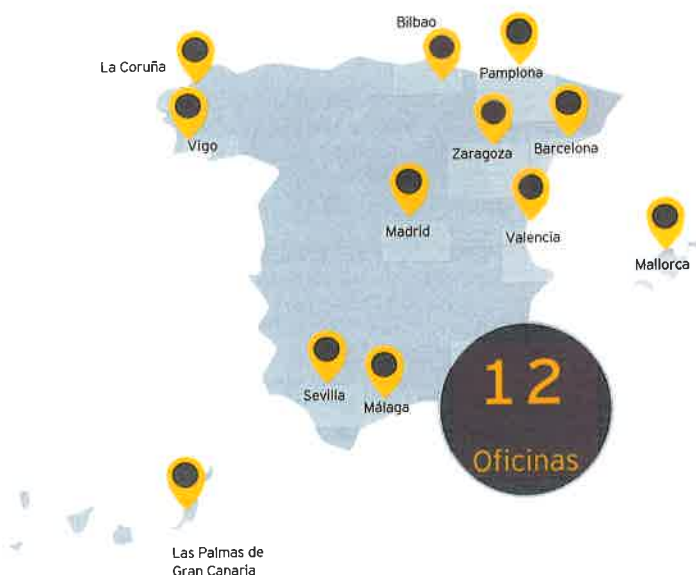 Bilbao
La Coruña
Pamplona
Vigo
Zaragoza
Barcelona
Madrid
Valencia
Mallorca
Sevilla
Málaga
12
Oficinas
Las Palmas de
Gran Canaria